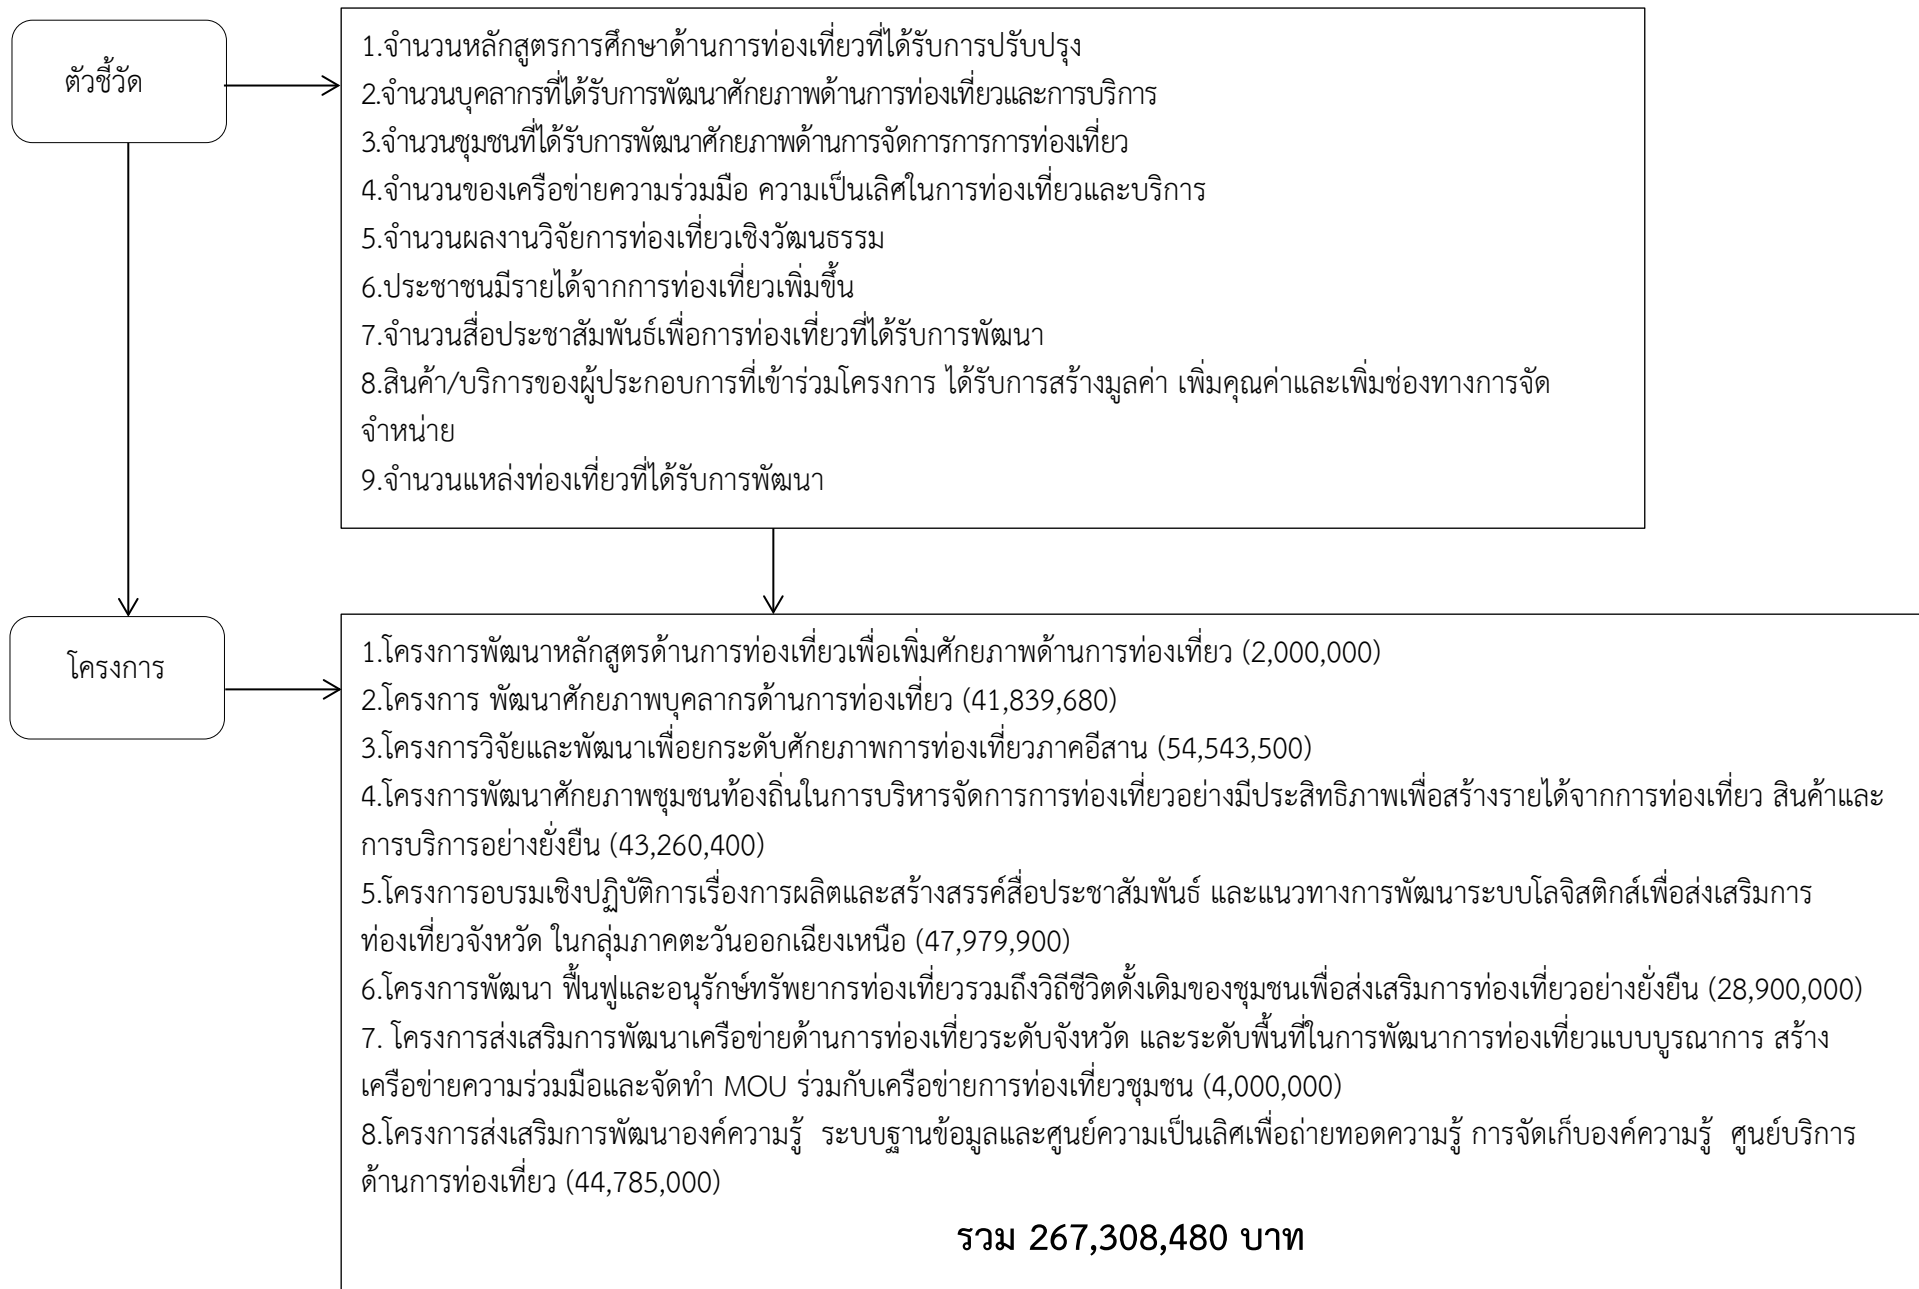 ตัวชี้วัด
1.จำนวนหลักสูตรการศึกษาด้านการท่องเที่ยวที่ได้รับการปรับปรุง
2.จำนวนบุคลากรที่ได้รับการพัฒนาศักยภาพด้านการท่องเที่ยวและการบริการ
3.จำนวนชุมชนที่ได้รับการพัฒนาศักยภาพด้านการจัดการการการท่องเที่ยว
4.จำนวนของเครือข่ายความร่วมมือ ความเป็นเลิศในการท่องเที่ยวและบริการ
5.จำนวนผลงานวิจัยการท่องเที่ยวเชิงวัฒนธรรม
6.ประชาชนมีรายได้จากการท่องเที่ยวเพิ่มขึ้น
7.จำนวนสื่อประชาสัมพันธ์เพื่อการท่องเที่ยวที่ได้รับการพัฒนา
8.สินค้า/บริการของผู้ประกอบการที่เข้าร่วมโครงการ ได้รับการสร้างมูลค่า เพิ่มคุณค่าและเพิ่มช่องทางการจัด
จำหน่าย
9.จำนวนแหล่งท่องเที่ยวที่ได้รับการพัฒนา
โครงการ
1.โครงการพัฒนาหลักสูตรด้านการท่องเที่ยวเพื่อเพิ่มศักยภาพด้านการท่องเที่ยว (2,000,000)
2.โครงการ พัฒนาศักยภาพบุคลากรด้านการท่องเที่ยว (41,839,680)
3.โครงการวิจัยและพัฒนาเพื่อยกระดับศักยภาพการท่องเที่ยวภาคอีสาน (54,543,500)
4.โครงการพัฒนาศักยภาพชุมชนท้องถิ่นในการบริหารจัดการการท่องเที่ยวอย่างมีประสิทธิภาพเพื่อสร้างรายได้จากการท่องเที่ยว สินค้าและ
การบริการอย่างยั่งยืน (43,260,400)
5.โครงการอบรมเชิงปฏิบัติการเรื่องการผลิตและสร้างสรรค์สื่อประชาสัมพันธ์ และแนวทางการพัฒนาระบบโลจิสติกส์เพื่อส่งเสริมการ
ท่องเที่ยวจังหวัด ในกลุ่มภาคตะวันออกเฉียงเหนือ (47,979,900)
6.โครงการพัฒนา ฟื้นฟูและอนุรักษ์ทรัพยากรท่องเที่ยวรวมถึงวิถีชีวิตดั้งเดิมของชุมชนเพื่อส่งเสริมการท่องเที่ยวอย่างยั่งยืน (28,900,000)
7. โครงการส่งเสริมการพัฒนาเครือข่ายด้านการท่องเที่ยวระดับจังหวัด และระดับพื้นที่ในการพัฒนาการท่องเที่ยวแบบบูรณาการ สร้าง
เครือข่ายความร่วมมือและจัดทำ MOU ร่วมกับเครือข่ายการท่องเที่ยวชุมชน (4,000,000)
8.โครงการส่งเสริมการพัฒนาองค์ความรู้  ระบบฐานข้อมูลและศูนย์ความเป็นเลิศเพื่อถ่ายทอดความรู้ การจัดเก็บองค์ความรู้  ศูนย์บริการ
ด้านการท่องเที่ยว (44,785,000)
รวม 267,308,480 บาท